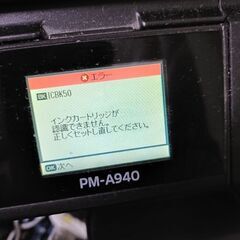 エラー
BK ICBK50
インクカートリッジが
認識できません。
正しくセットし直してください。
OK 次へ
PM-A940